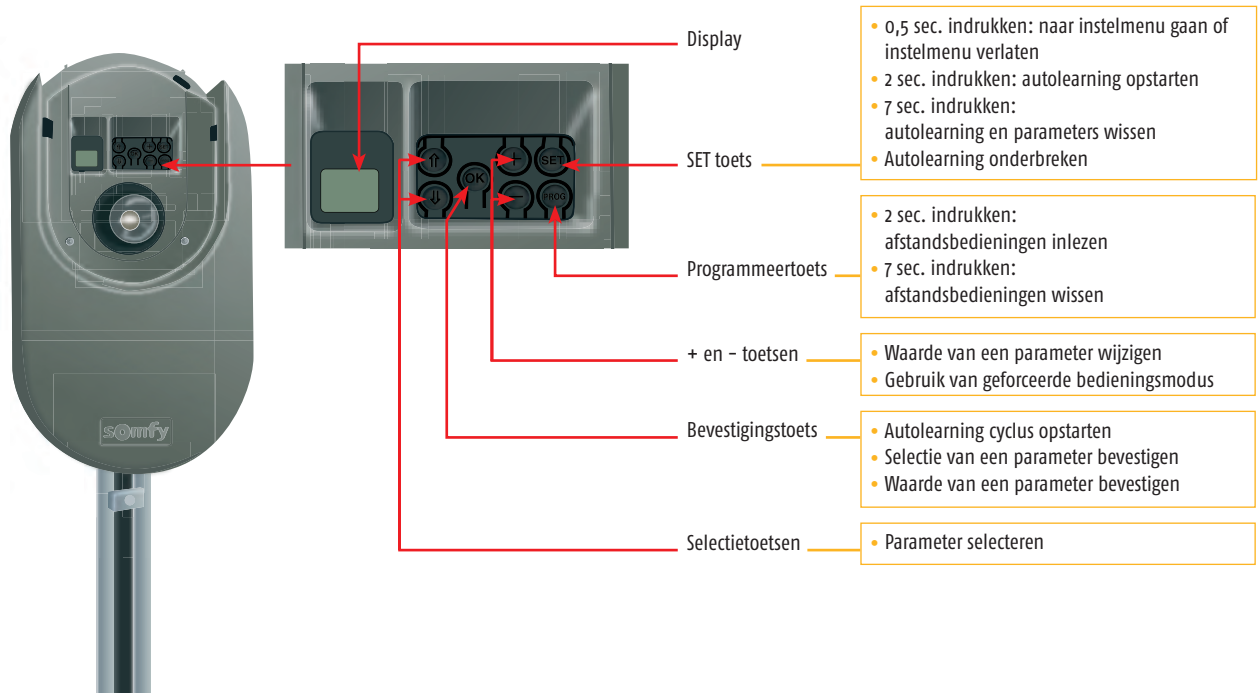 Display
• 0,5 sec. indrukken: naar instelmenu gaan of
instelmenu verlaten
• 2 sec. indrukken: autolearning opstarten
• 7 sec. indrukken:
autolearning en parameters wissen
• Autolearning onderbreken
SET toets
• 2 sec. indrukken:
afstandsbedieningen inlezen
• 7 sec. indrukken:
afstandsbedieningen wissen
Programmeertoets
+ en – toetsen
• Waarde van een parameter wijzigen
• Gebruik van geforceerde bedieningsmodus
Bevestigingstoets
• Autolearning cyclus opstarten
• Selectie van een parameter bevestigen
• Waarde van een parameter bevestigen
Selectietoetsen
• Parameter selecteren
⇑
+
SET
OK
⇓
–
PROG
somfy